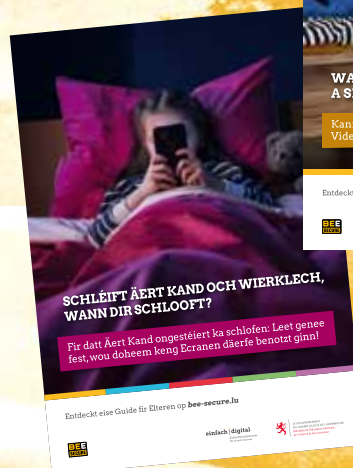 SCHLÉIFT ÄERT KAND OCH WIERKLECH,
WANN DIR SCHLOOFT?
Fir datt Äert Kand ongestéiert ka schlofen: Leet genee
fest, wou doheem keng Ecranen däerfe benotzt ginn!
Entdeckt eise Guide fir Elteren op bee-secure.lu
BEE
SECURE
einfach digital
WA
A S
Kan
Vide
Entdeckt
BEE
SECURE